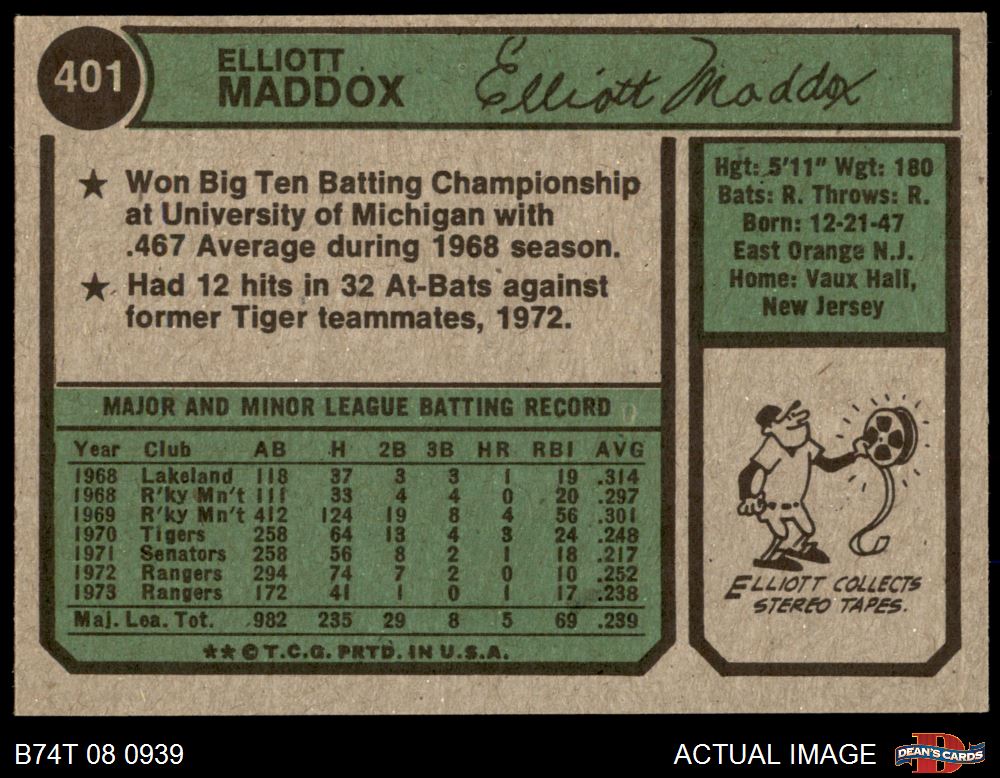 401
ELLIOTT
MADDOX
Elliott Maddox
★ Won Big Ten Batting Championship
at University of Michigan with
.467 Average during 1968 season.
★ Had 12 hits in 32 At-Bats against
former Tiger teammates, 1972.
Hgt: 5'11" Wgt: 180
Bats: R. Throws: R.
Born: 12-21-47
East Orange N.J.
Home: Vaux Hall,
New Jersey
MAJOR AND MINOR LEAGUE BATTING RECORD
Year Club AB H 2B 3B HR RBI AVG
1968 Lakeland 118 37 3 3 1 19 .314
1968 R'ky Mn't 111 33 4 4 0 20 .297
1969 R'ky Mn't 412 124 19 8 4 56 .301
1970 Tigers 258 64 13 4 3 24 .248
1971 Senators 258 56 8 2 1 18 .217
1972 Rangers 294 74 7 2 0 10 .252
1973 Rangers 172 41 1 0 1 17 .238
Maj. Lea. Tot. 982 235 29 8 5 69 .239
★★ © T.C.G. PRTD. IN U.S.A.
ELLIOTT COLLECTS
STEREO TAPES.
B74T 08 0939
ACTUAL IMAGE
DEAN'S CARDS